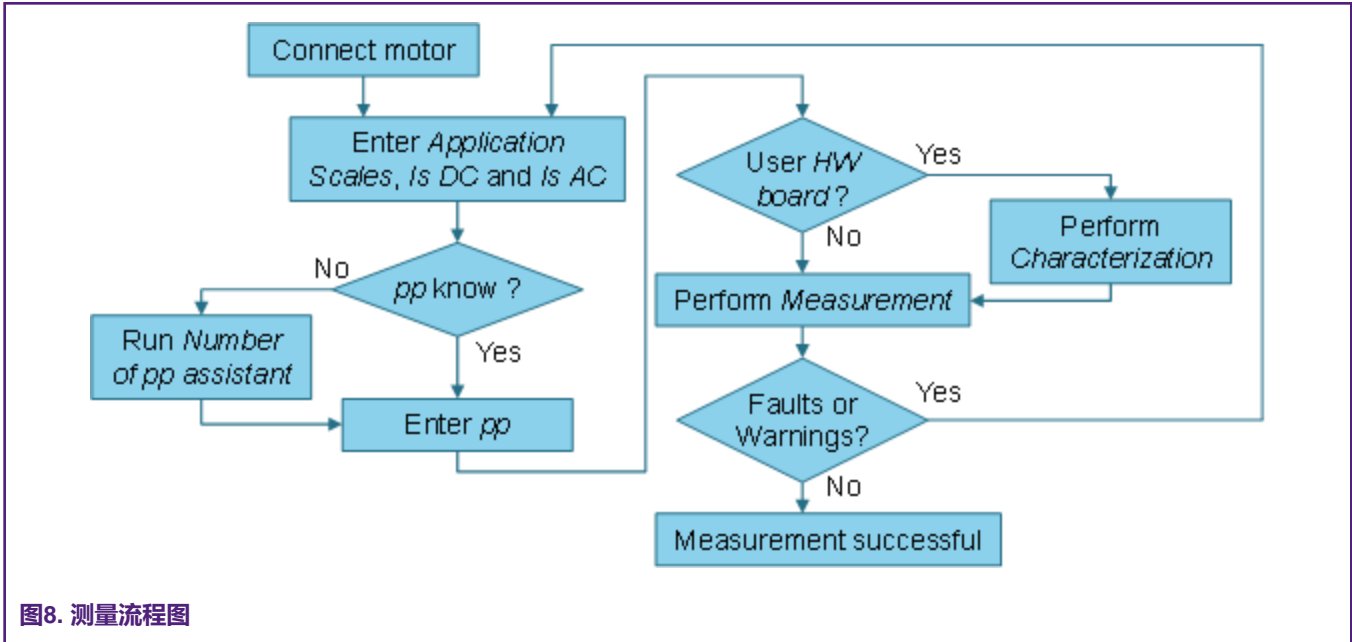 Connect motor
Enter Application
Scales, Is DC and Is AC
No
pp know ?
Run Number
of pp assistant
Yes
Enter pp
User HW
board ?
Yes
No
Perform
Characterization
Perform Measurement
Faults or
Warnings?
Yes
No
Measurement successful
图8. 测量流程图